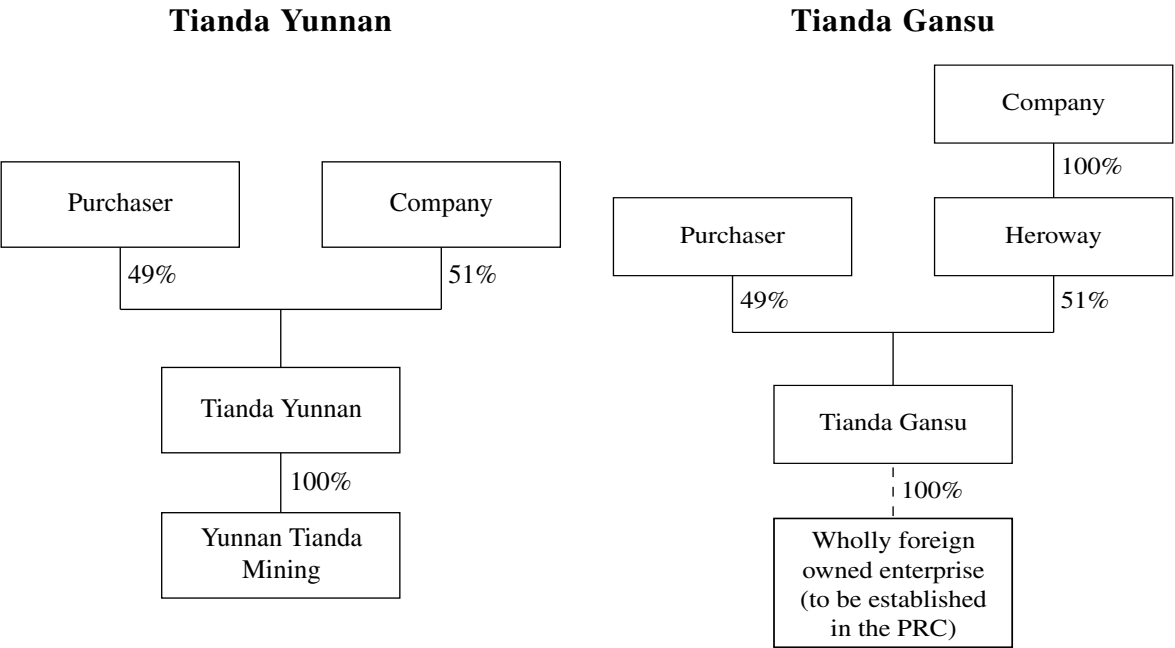 Tianda Yunnan
Purchaser
Company
49%
51%
Tianda Yunnan
100%
Yunnan Tianda
Mining
Tianda Gansu
Company
100%
Purchaser
Heroway
49%
51%
Tianda Gansu
100%
Wholly foreign
owned enterprise
(to be established
in the PRC)